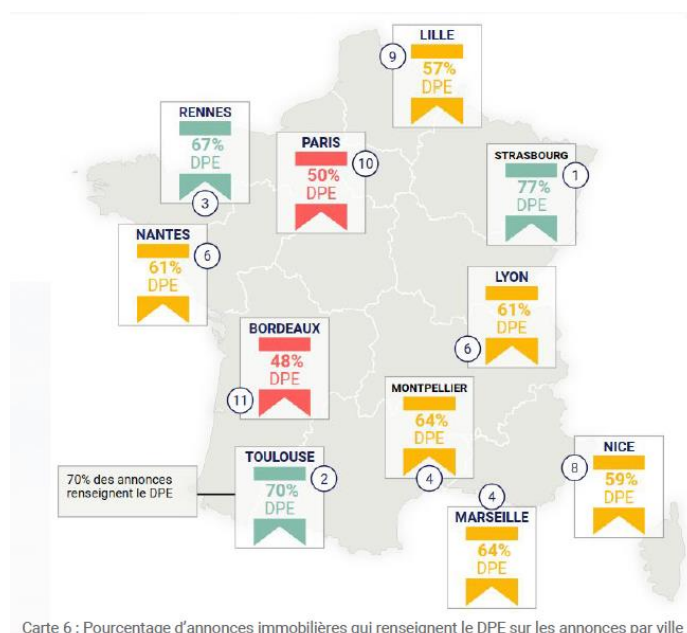 LILLE
9
57%
DPE
RENNES
67%
DPE
3
PARIS
10
50%
DPE
STRASBOURG
1
77%
DPE
NANTES
6
61%
DPE
LYON
61%
DPE
6
BORDEAUX
48%
DPE
11
MONTPELLIER
64%
DPE
4
NICE
8
59%
DPE
TOULOUSE
2
70%
DPE
70% des annonces
renseignent le DPE
4
MARSEILLE
64%
DPE
Carte 6 : Pourcentage d'annonces immobilières qui renseignent le DPE sur les annonces par ville